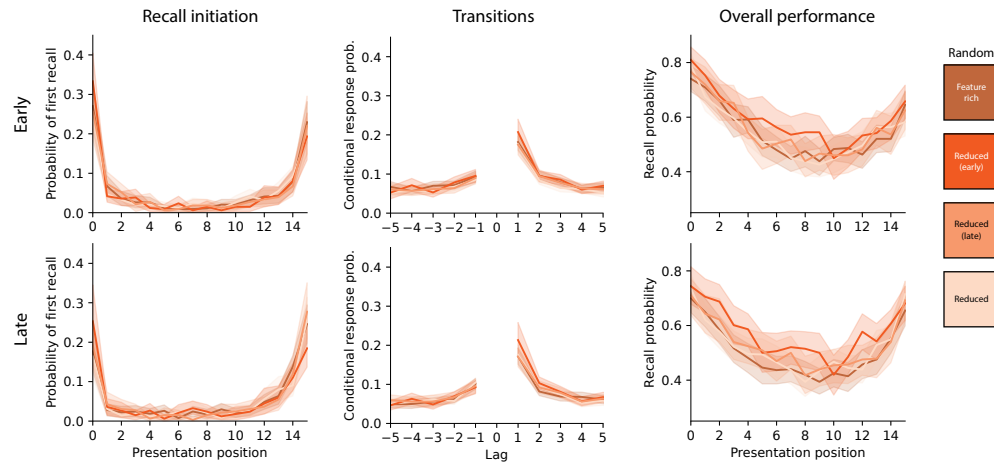 Recall initiation
Transitions
Overall performance
Early
Probability of first recall
0.4
0.3
0.2
0.1
0.0
0 2 4 6 8 10 12 14
Conditional response prob.
0.4
0.3
0.2
0.1
0.0
−5 −4 −3 −2 −1 0 1 2 3 4 5
Recall probability
0.8
0.6
0.4
0 2 4 6 8 10 12 14
Random
Feature
rich
Reduced
(early)
Reduced
(late)
Reduced
Late
Probability of first recall
0.4
0.3
0.2
0.1
0.0
0 2 4 6 8 10 12 14
Presentation position
Conditional response prob.
0.4
0.3
0.2
0.1
0.0
−5 −4 −3 −2 −1 0 1 2 3 4 5
Lag
Recall probability
0.8
0.6
0.4
0 2 4 6 8 10 12 14
Presentation position